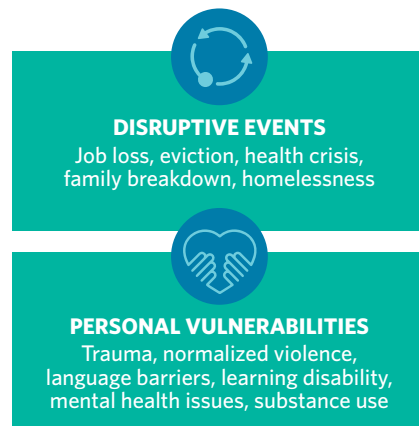 DISRUPTIVE EVENTS
Job loss, eviction, health crisis,
family breakdown, homelessness
PERSONAL VULNERABILITIES
Trauma, normalized violence,
language barriers, learning disability,
mental health issues, substance use